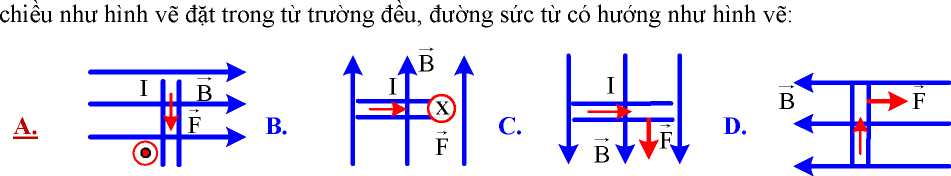 chiều như hình vẽ đặt trong từ trường đều, đường sức từ có hướng như hình vẽ:
A. I B F
B. I B X F
C. I B F
D. B F